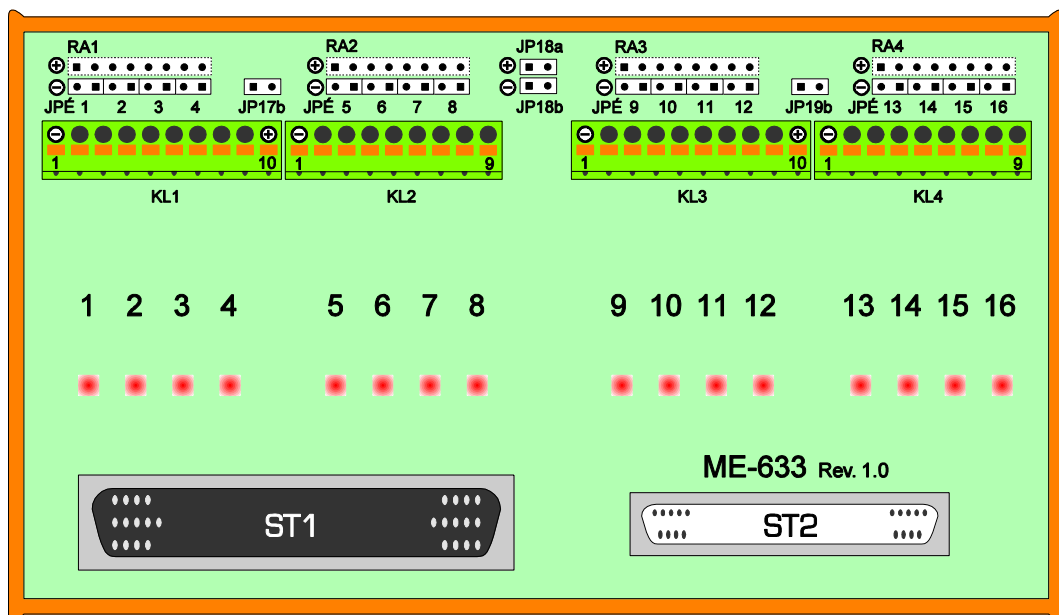 RA1 RA2 JP18a RA3 RA4
JPÉ 1 2 3 4 JP17b JPÉ 5 6 7 8 JP18b JPÉ 9 10 11 12 JP19b JPÉ 13 14 15 16
1 10 1 9 1 10 1 9
KL1 KL2 KL3 KL4
1 2 3 4 5 6 7 8 9 10 11 12 13 14 15 16
ME-633 Rev. 1.0
ST1 ST2